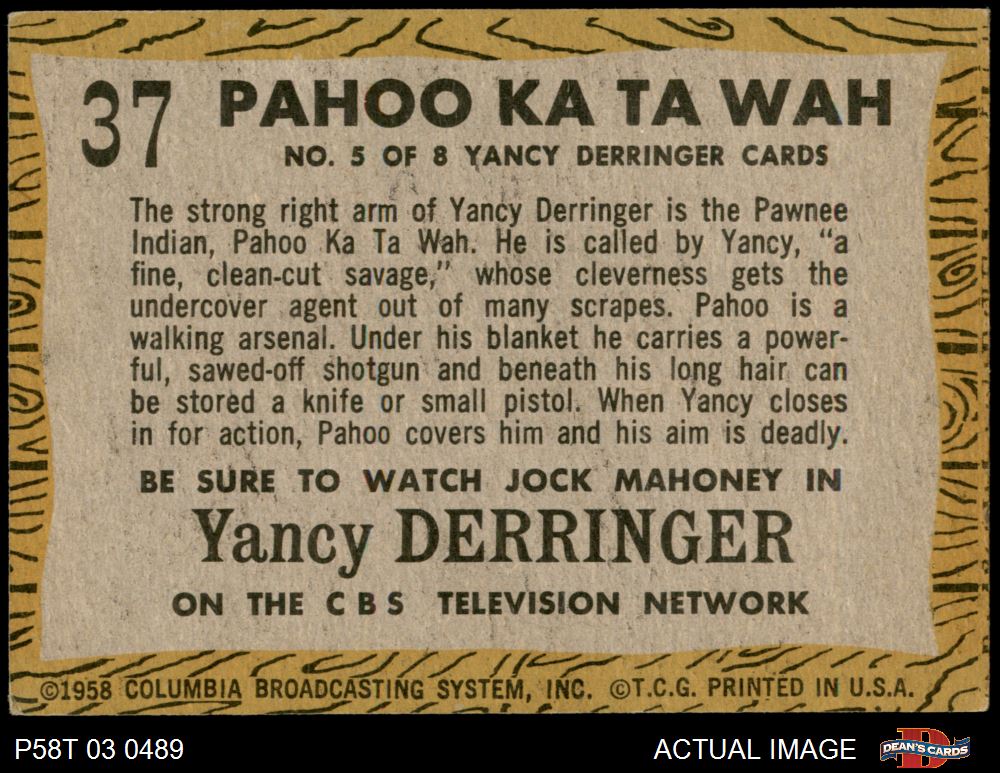 37
PAHOO KA TA WAH
NO. 5 OF 8 YANCY DERRINGER CARDS
The strong right arm of Yancy Derringer is the Pawnee
Indian, Pahoo Ka Ta Wah. He is called by Yancy, “a
fine, clean-cut savage,” whose cleverness gets the
undercover agent out of many scrapes. Pahoo is a
walking arsenal. Under his blanket he carries a power-
ful, sawed-off shotgun and beneath his long hair can
be stored a knife or small pistol. When Yancy closes
in for action, Pahoo covers him and his aim is deadly.
BE SURE TO WATCH JOCK MAHONEY IN
Yancy DERRINGER
ON THE CBS TELEVISION NETWORK
©1958 COLUMBIA BROADCASTING SYSTEM, INC. ©T.C.G. PRINTED IN U.S.A.
P58T 03 0489
ACTUAL IMAGE
DEAN'S CARDS